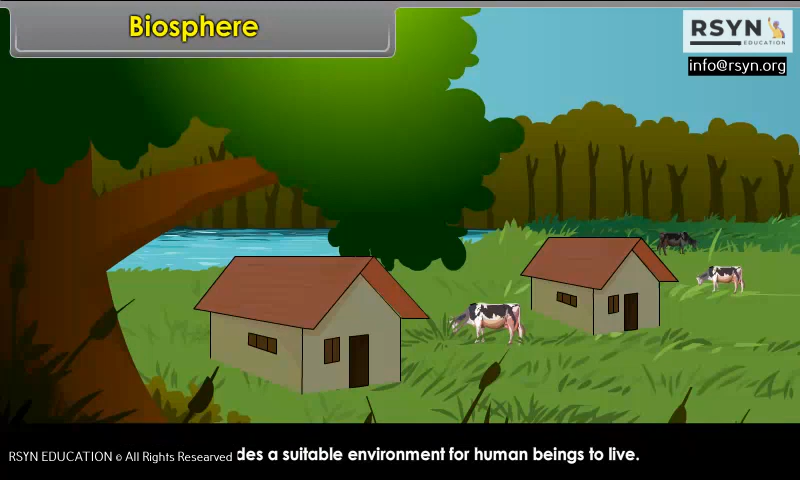 Biosphere
RSYN
EDUCATION
info@rsyn.org
RSYN EDUCATION © All Rights Researved
des a suitable environment for human beings to live.